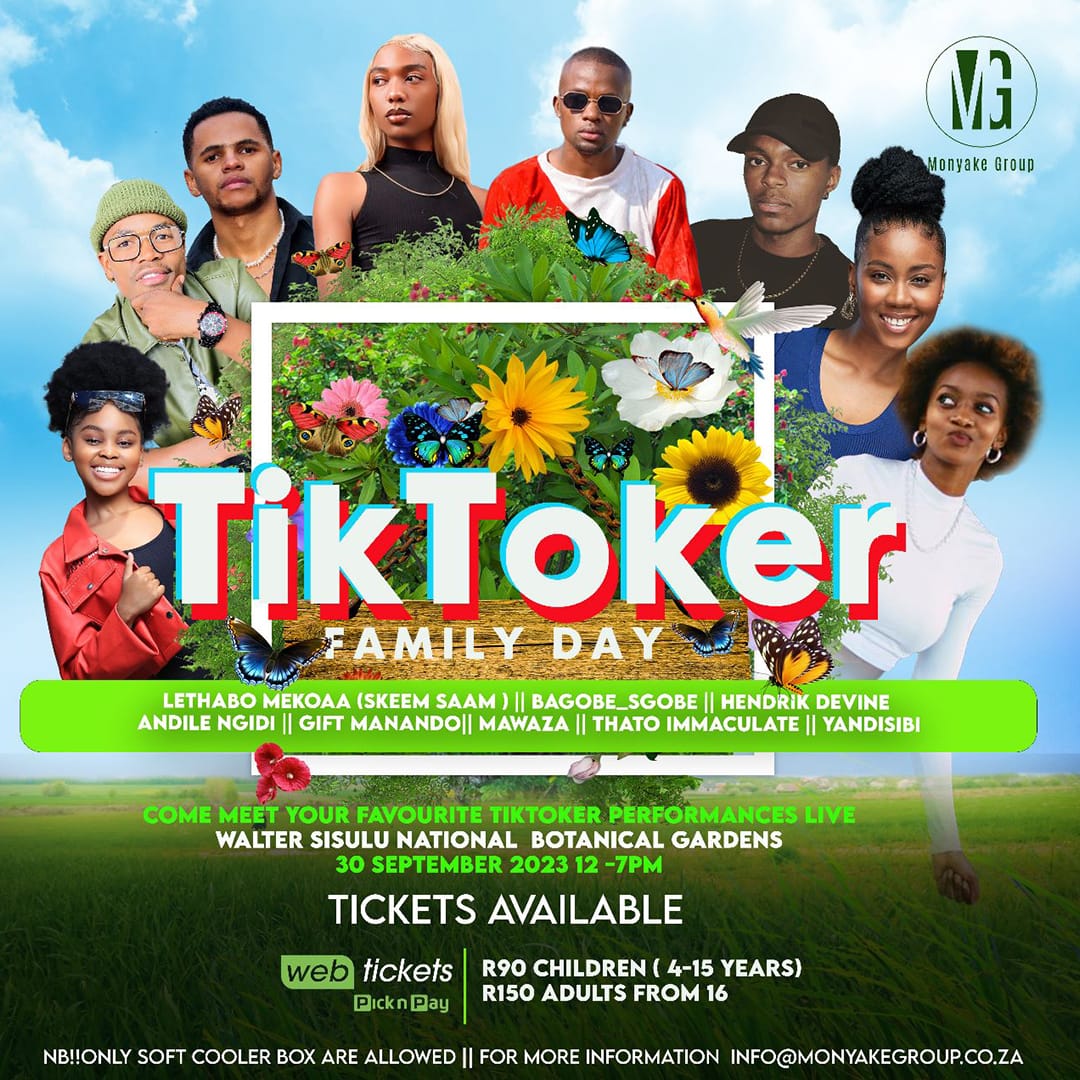 MG
Monyake Group
TikToker
FAMILY DAY
LETHABO MEKOAA (SKEEM SAAM ) || BAGOBE_SGOBE || HENDRIK DEVINE
ANDILE NGIDI || GIFT MANANDO|| MAWAZA || THATO IMMACULATE || YANDISIBI
COME MEET YOUR FAVOURITE TIKTOKER PERFORMANCES LIVE
WALTER SISULU NATIONAL BOTANICAL GARDENS
30 SEPTEMBER 2023 12 -7PM
TICKETS AVAILABLE
web tickets
Pick n Pay
R90 CHILDREN ( 4-15 YEARS)
R150 ADULTS FROM 16
NB!!ONLY SOFT COOLER BOX ARE ALLOWED || FOR MORE INFORMATION INFO@MONYAKEGROUP.CO.ZA